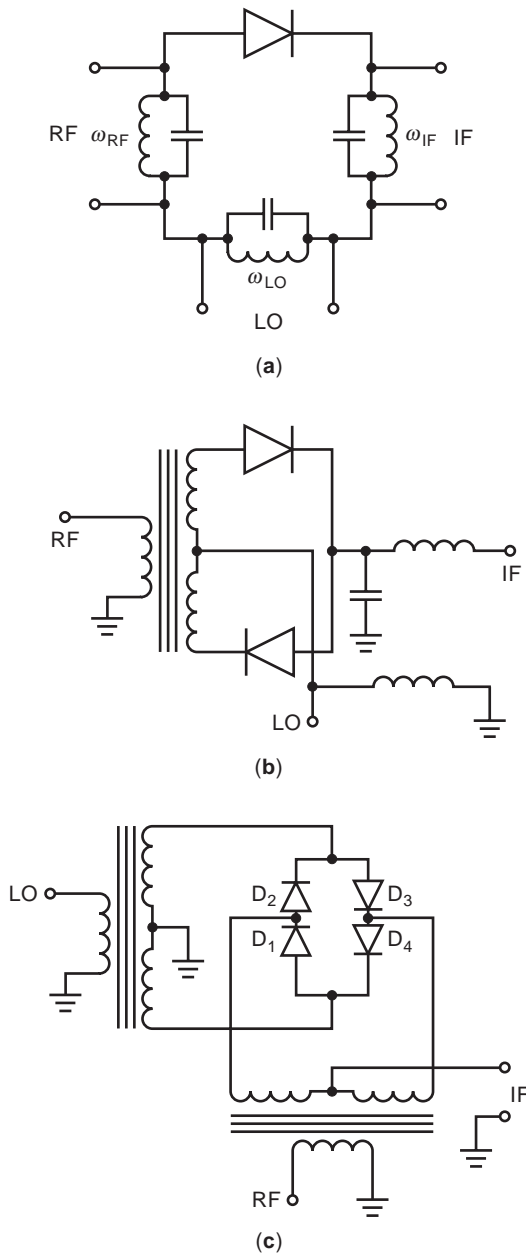 RF ωRF ωIF IF
ωLO
LO
(a)
RF
IF
LO
(b)
LO
D2 D3
D1 D4
IF
RF
(c)